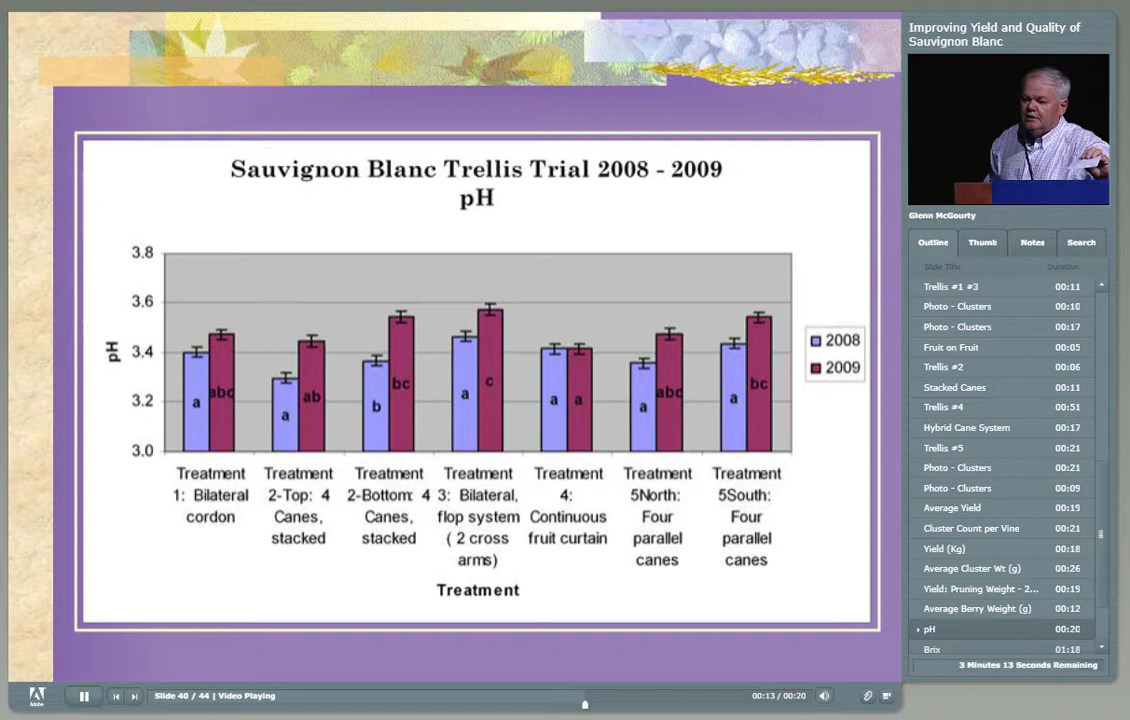 Improving Yield and Quality of
Sauvignon Blanc
Glenn McGourty
Outline
Thumb
Notes
Search
Slide Title
Duration
Trellis #1 #3 00:11
Photo - Clusters 00:10
Photo - Clusters 00:17
Fruit on Fruit 00:05
Trellis #2 00:06
Stacked Canes 00:11
Trellis #4 00:51
Hybrid Cane System 00:17
Trellis #5 00:21
Photo - Clusters 00:21
Photo - Clusters 00:09
Average Yield 00:19
Cluster Count per Vine 00:21
Yield (Kg) 00:18
Average Cluster Wt (g) 00:26
Yield: Pruning Weight - 2... 00:19
Average Berry Weight (g) 00:12
pH 00:20
Brix 01:18
3 Minutes 13 Seconds Remaining
Sauvignon Blanc Trellis Trial 2008 - 2009
pH
3.8
3.6
3.4
3.2
3.0
pH
a abc a ab b bc a c a a a abc a bc
2008
2009
Treatment
1: Bilateral
cordon
Treatment
2-Top: 4
Canes,
stacked
Treatment
2-Bottom: 4
Canes,
stacked
Treatment
3: Bilateral,
flop system
( 2 cross
arms)
Treatment
4:
Continuous
fruit curtain
Treatment
5North:
Four
parallel
canes
Treatment
5South:
Four
parallel
canes
Treatment
Adobe
Slide 40 / 44 | Video Playing
00:13 / 00:20